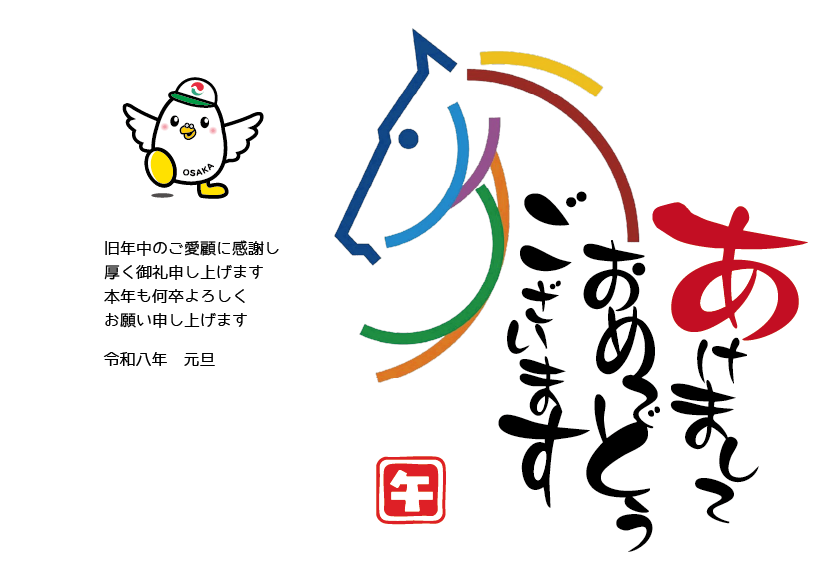 あけまして
おめでとう
ございます
OSAKA
旧年中のご愛顧に感謝し
厚く御礼申し上げます
本年も何卒よろしく
お願い申し上げます
令和八年　元旦
午